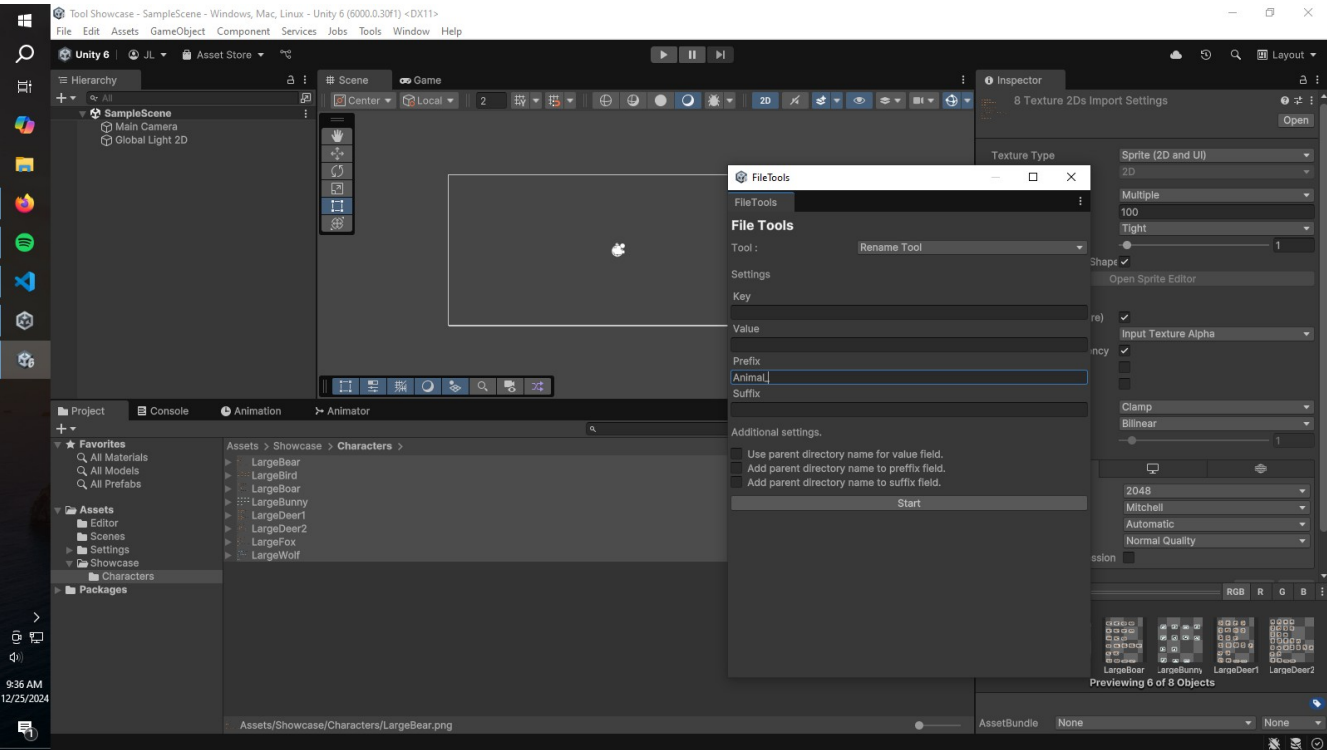 Tool Showcase - SampleScene - Windows, Mac, Linux - Unity 6 (6000.0.30f1) <DX11>
File Edit Assets GameObject Component Services Jobs Tools Window Help
Unity 6 JL Asset Store Layout
Hierarchy
All
SampleScene
Main Camera
Global Light 2D
Scene Game
Center Local 2 2D
Inspector
8 Texture 2Ds Import Settings
Open
Texture Type Sprite (2D and UI)
2D
Multiple
100
Tight
1
Shape
Open Sprite Editor
re)
Input Texture Alpha
ncy
Clamp
Bilinear
1
2048
Mitchell
Automatic
Normal Quality
ssion
RGB R G B
LargeBoar LargeBunny LargeDeer1 LargeDeer2
Previewing 6 of 8 Objects
AssetBundle None None
FileTools
FileTools
File Tools
Tool : Rename Tool
Settings
Key
Value
Prefix
Animal_
Suffix
Additional settings.
Use parent directory name for value field.
Add parent directory name to preffix field.
Add parent directory name to suffix field.
Start
Project Console Animation Animator
Favorites
All Materials
All Models
All Prefabs
Assets
Editor
Scenes
Settings
Showcase
Characters
Packages
Assets > Showcase > Characters >
LargeBear
LargeBird
LargeBoar
LargeBunny
LargeDeer1
LargeDeer2
LargeFox
LargeWolf
Assets/Showcase/Characters/LargeBear.png
9:36 AM
12/25/2024